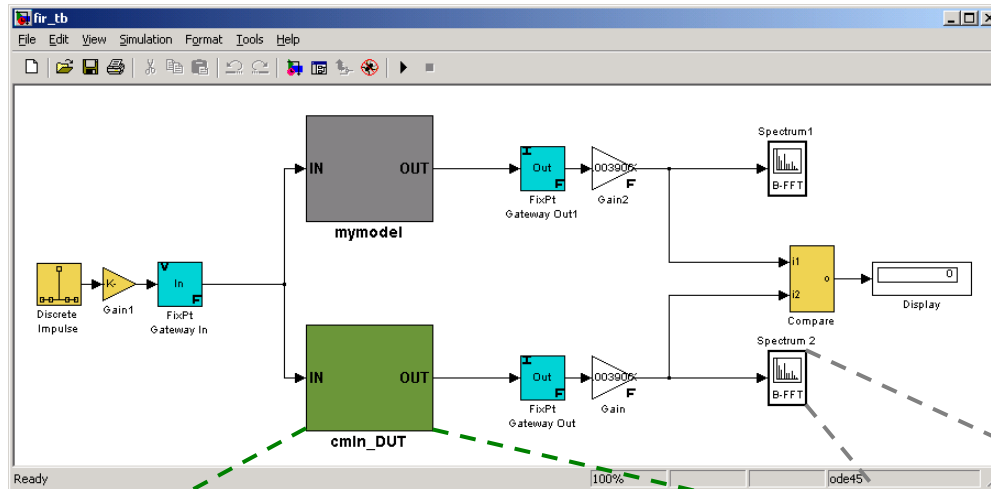 fir_tb
File Edit View Simulation Format Tools Help
Spectrum1
B-FFT
IN OUT
mymodel
I
Out
F
FixPt
Gateway Out1
.003906
F
Gain2
i1
i2
o
Compare
0
Display
Discrete
Impulse
K-
Gain1
V
In
F
FixPt
Gateway In
IN OUT
cmln_DUT
I
Out
F
FixPt
Gateway Out
.003906
F
Gain
Spectrum 2
B-FFT
Ready 100% ode45